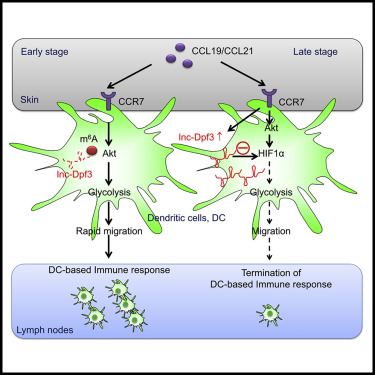 Early stage
CCL19/CCL21
Late stage
Skin
CCR7
CCR7
m⁶A
Akt
lnc-Dpf3
Glycolysis
Rapid migration
lnc-Dpf3 ↑
Akt
HIF1α
Glycolysis
Migration
Dendritic cells, DC
DC-based Immune response
Termination of
DC-based Immune response
Lymph nodes